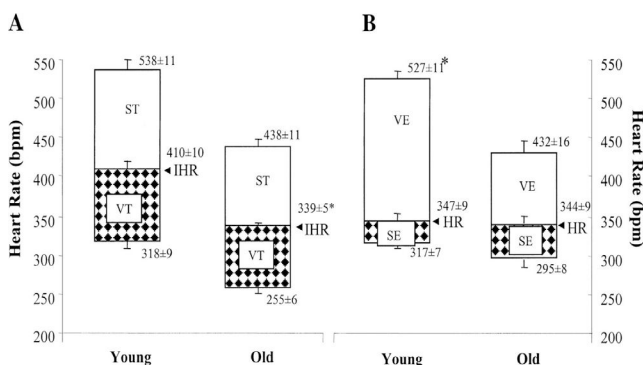 A
B
Heart Rate (bpm)
550
500
450
400
350
300
250
200
538±11
ST
410±10
IHR
VT
318±9
438±11
ST
339±5*
IHR
VT
255±6
Young
Old
527±11*
VE
347±9
HR
SE
317±7
432±16
VE
344±9
HR
SE
295±8
Young
Old
550
500
450
400
350
300
250
200
Heart Rate (bpm)